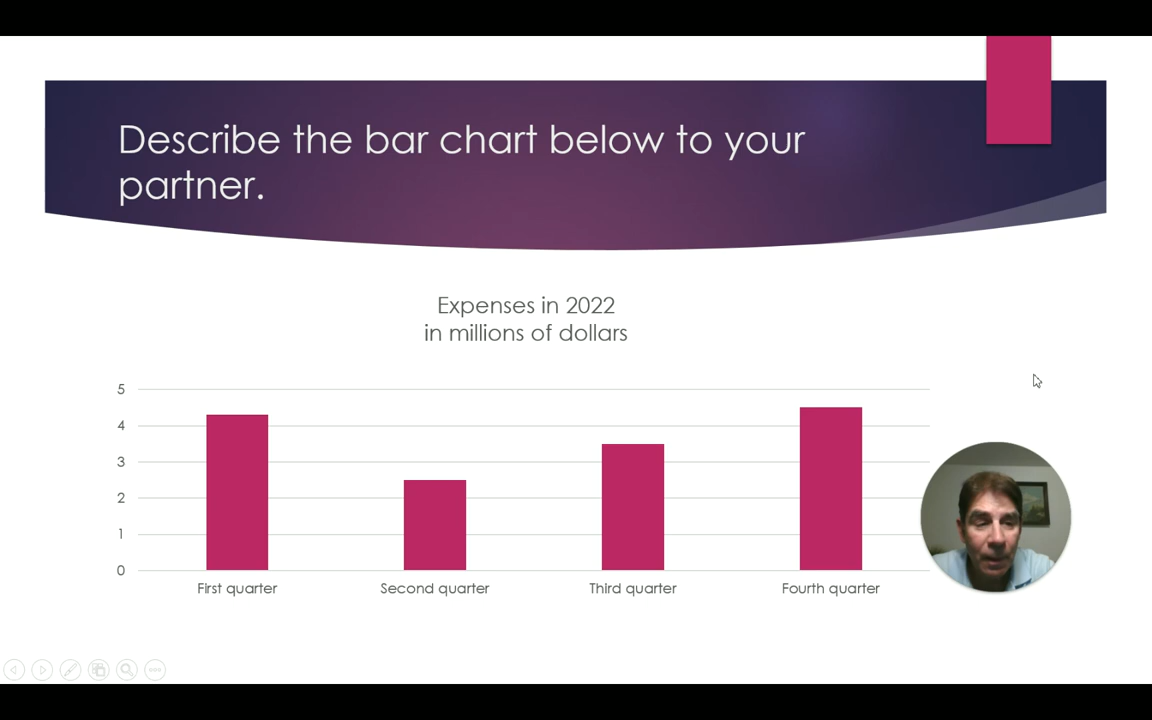 Describe the bar chart below to your
partner.
Expenses in 2022
in millions of dollars
5
4
3
2
1
0
First quarter
Second quarter
Third quarter
Fourth quarter